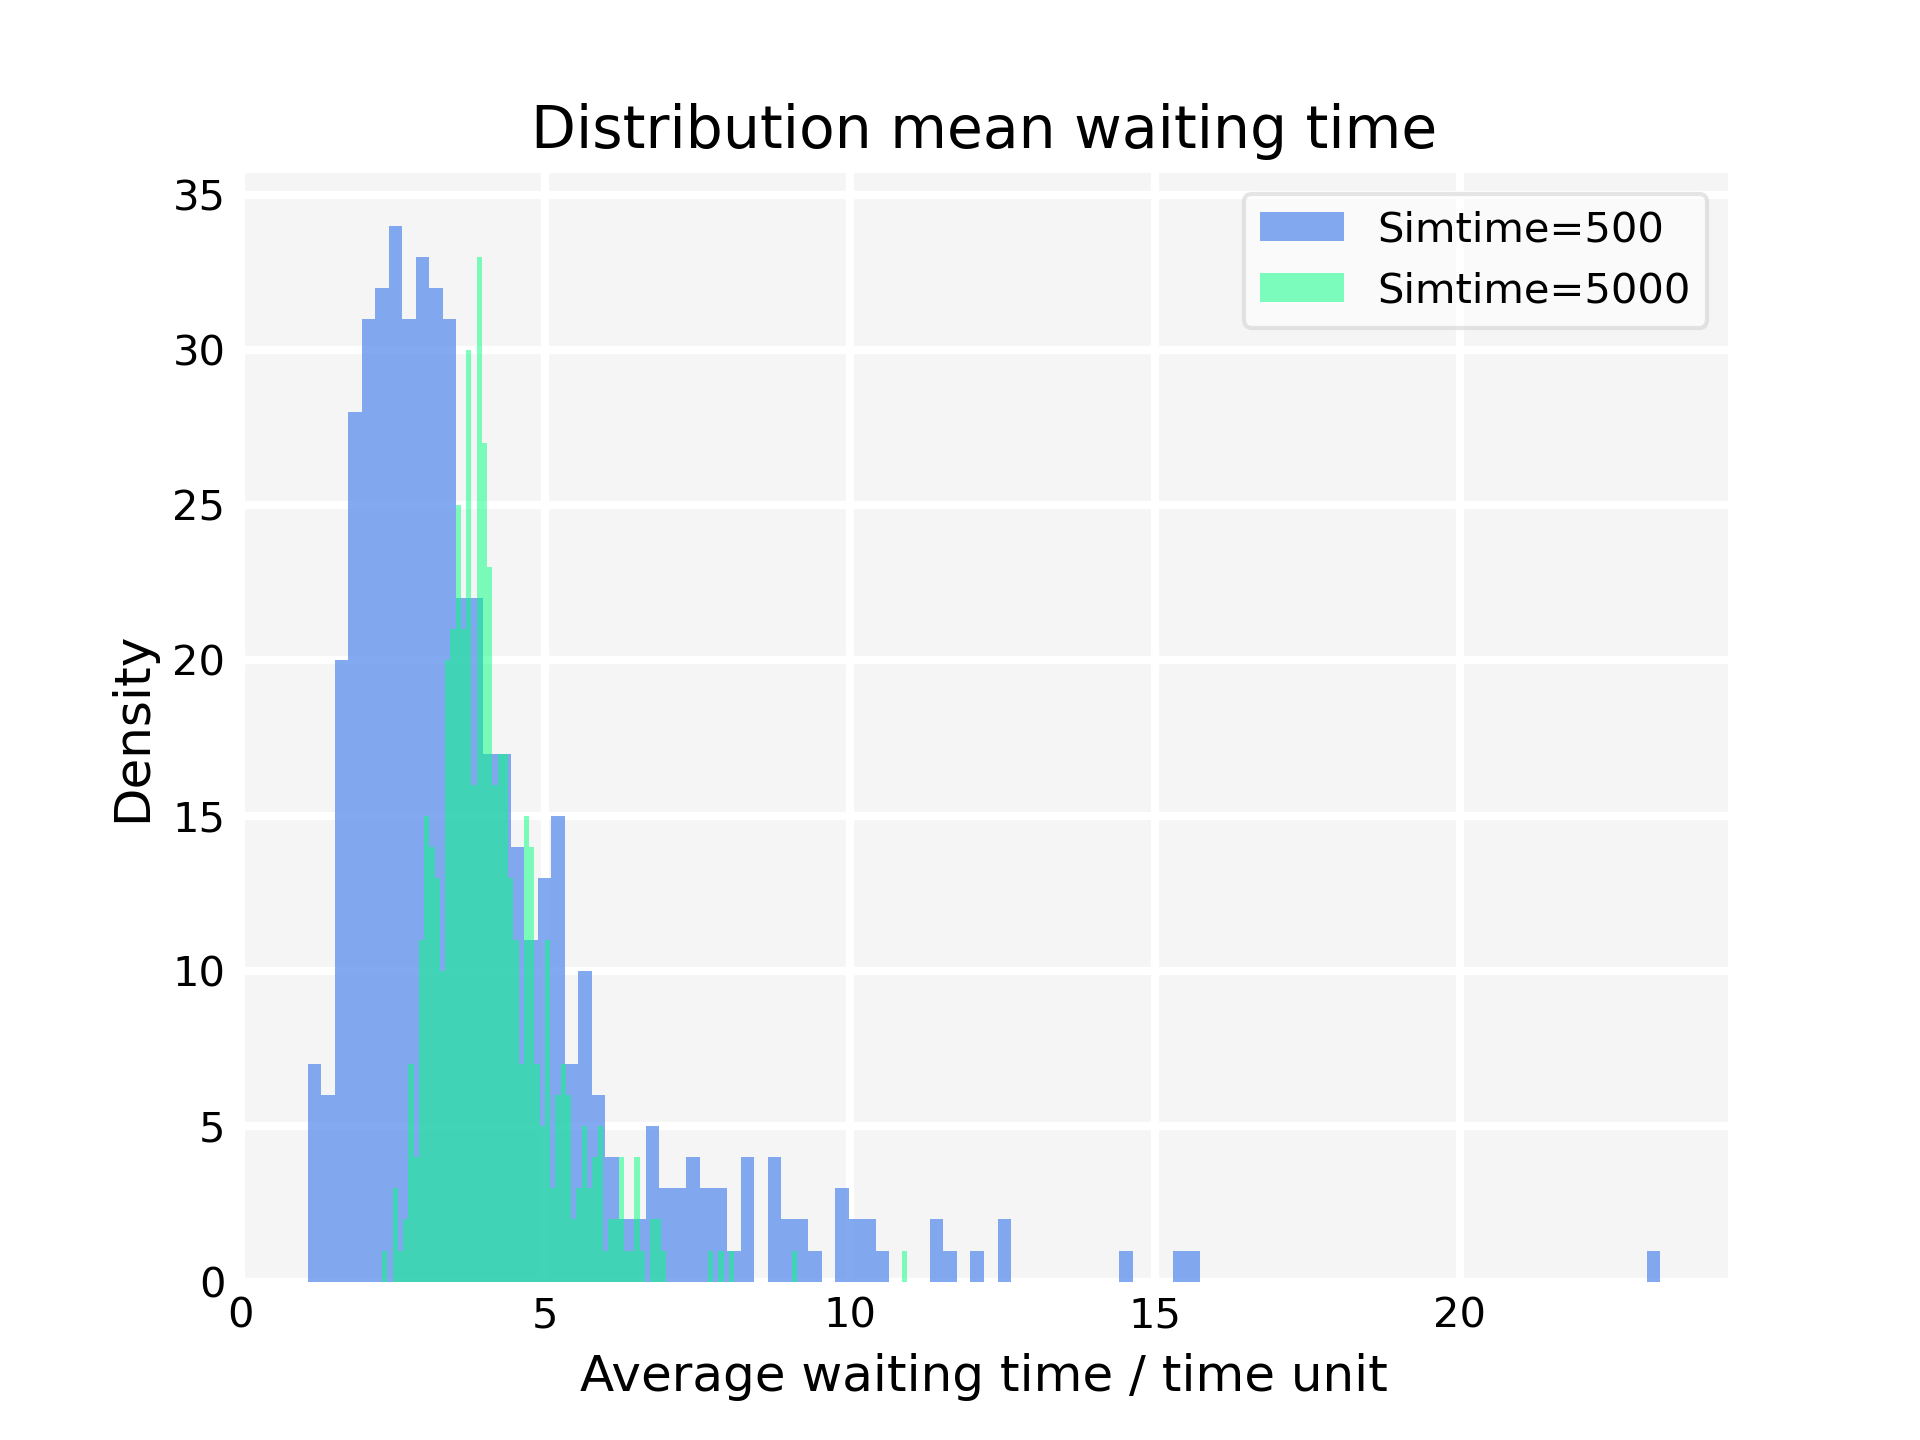 Distribution mean waiting time
Simtime=500
Simtime=5000
Density
35
30
25
20
15
10
5
0
0 5 10 15 20
Average waiting time / time unit